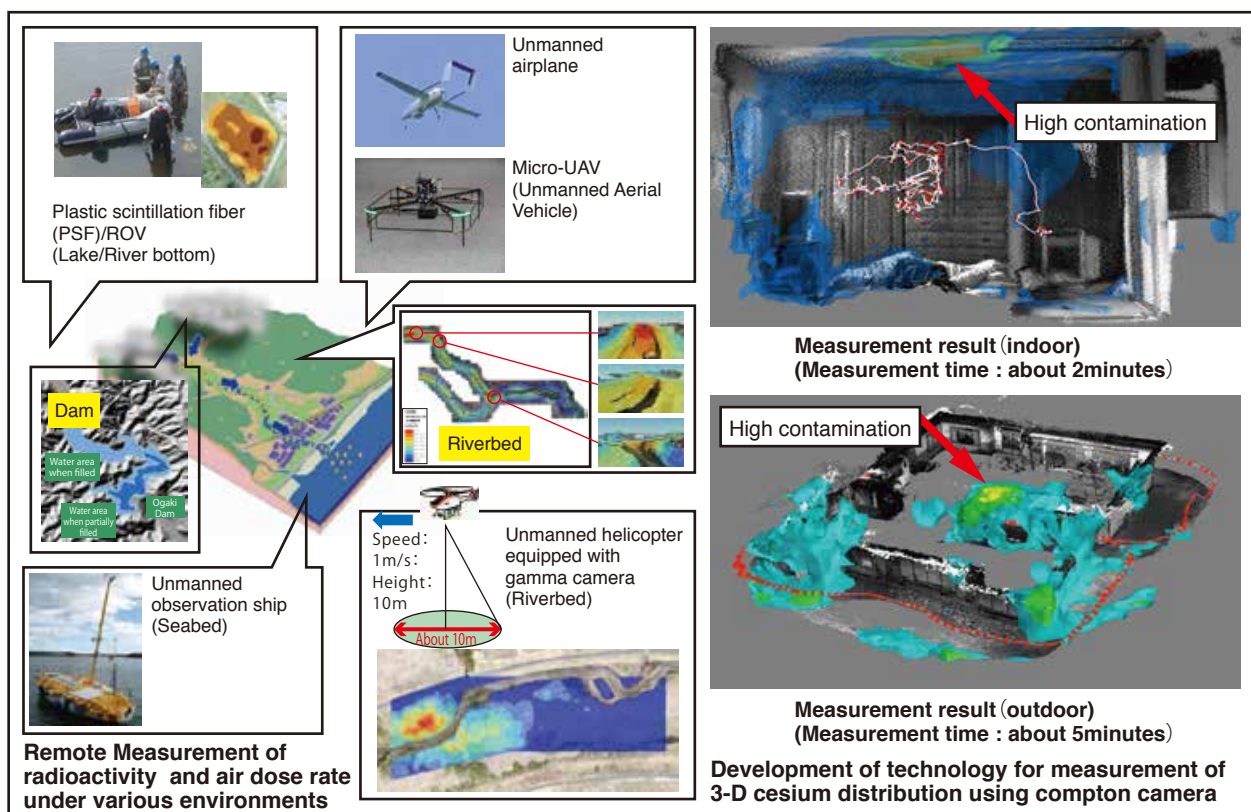 Plastic scintillation fiber
(PSF)/ROV
(Lake/River bottom)
Unmanned
airplane
Micro-UAV
(Unmanned Aerial
Vehicle)
High contamination
Measurement result (indoor)
(Measurement time : about 2minutes)
Dam
Water area
when filled
Water area
when partially
filled
Ogaki
Dam
Riverbed
High contamination
Unmanned
observation ship
(Seabed)
Speed:
1m/s:
Height:
10m
About 10m
Unmanned helicopter
equipped with
gamma camera
(Riverbed)
Measurement result (outdoor)
(Measurement time : about 5minutes)
Remote Measurement of
radioactivity and air dose rate
under various environments
Development of technology for measurement of
3-D cesium distribution using compton camera